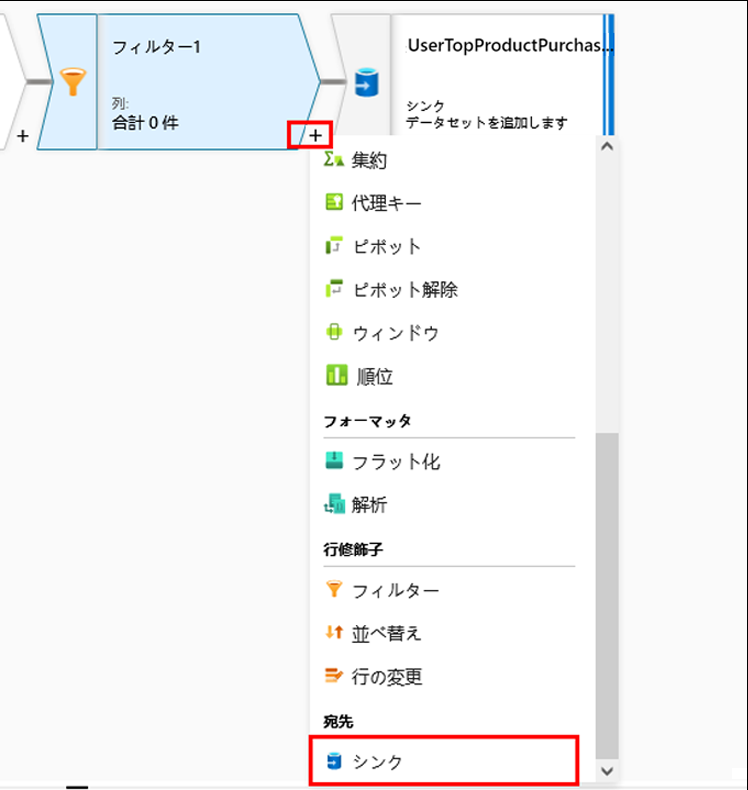 フィルター1
列:
合計 0 件
+
+
UserTopProductPurchas...
シンク
データセットを追加します
集約
代理キー
ピボット
ピボット解除
ウィンドウ
順位
フォーマッタ
フラット化
解析
行修飾子
フィルター
並べ替え
行の変更
宛先
シンク